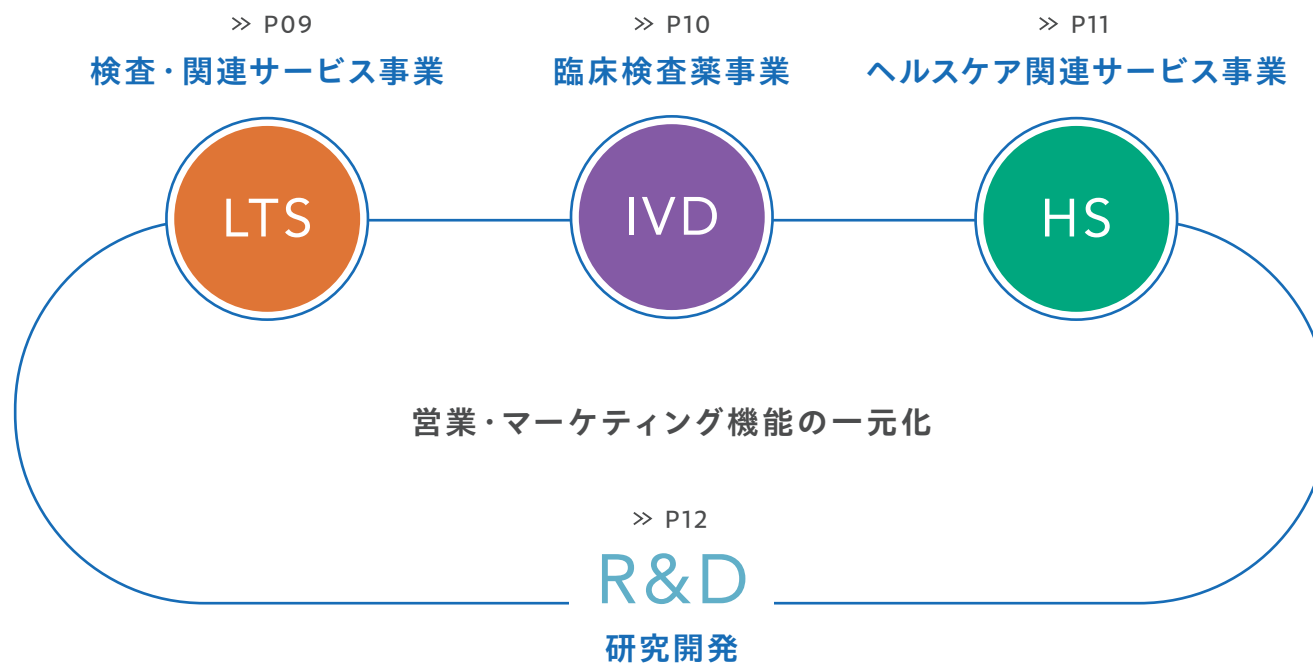 ≫ P09
検査・関連サービス事業
LTS
≫ P10
臨床検査薬事業
IVD
≫ P11
ヘルスケア関連サービス事業
HS
営業・マーケティング機能の一元化
≫ P12
R&D
研究開発